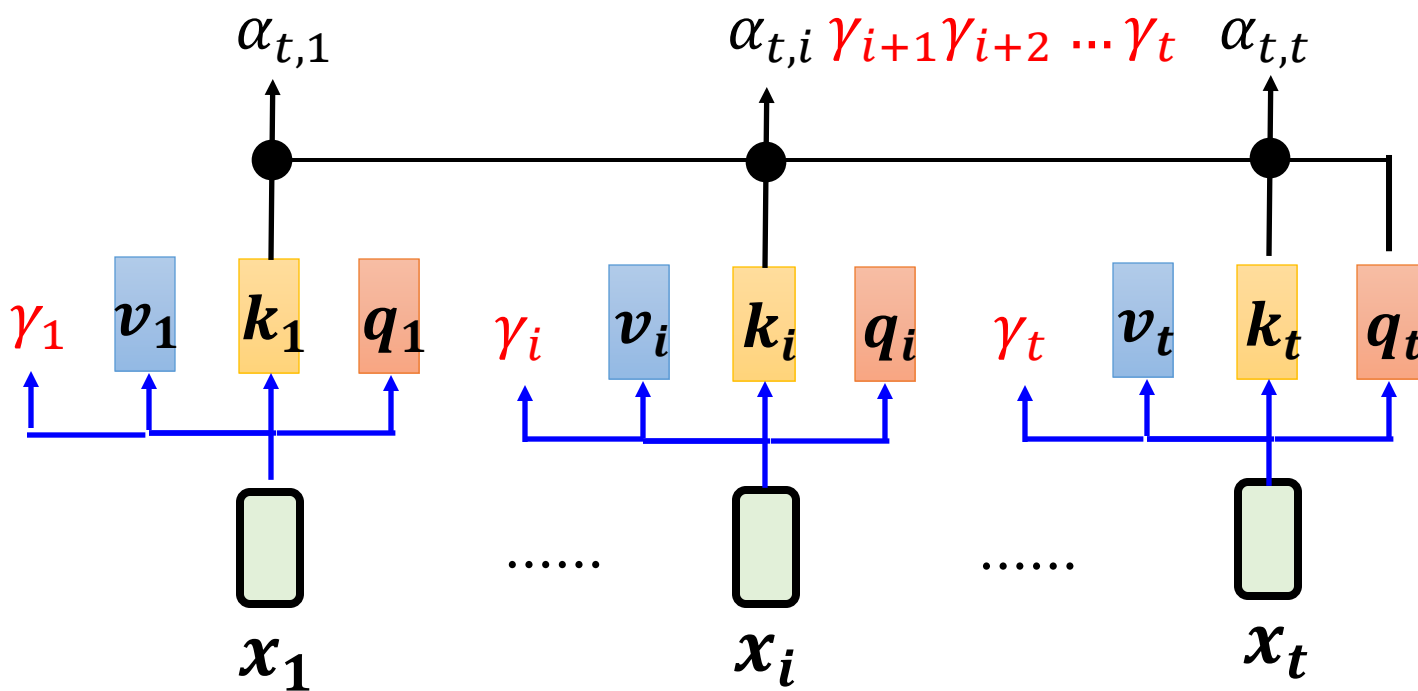 α_{t,1} α_{t,i} γ_{i+1}γ_{i+2} ⋯ γ_t α_{t,t}
γ_1 v_1 k_1 q_1 γ_i v_i k_i q_i γ_t v_t k_t q_t
…… ……
x_1 x_i x_t